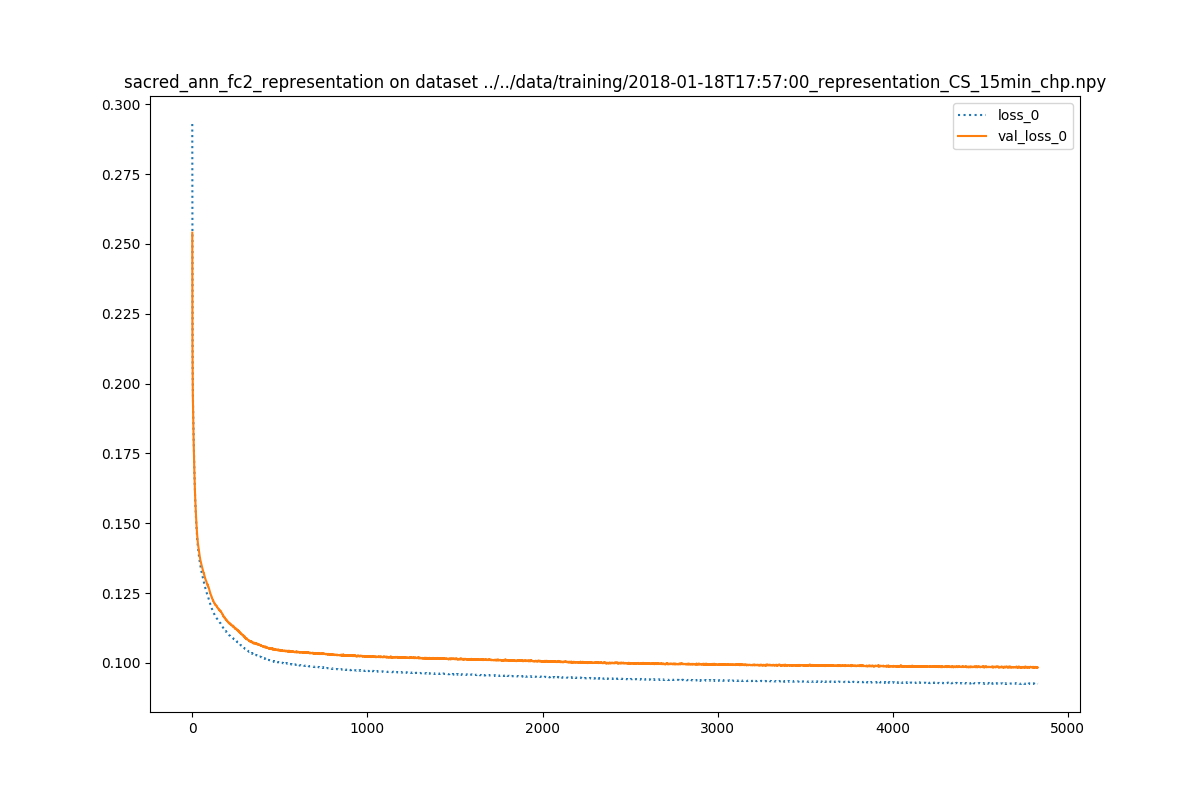 sacred_ann_fc2_representation on dataset ../../data/training/2018-01-18T17:57:00_representation_CS_15min_chp.npy
loss_0
val_loss_0
0.300
0.275
0.250
0.225
0.200
0.175
0.150
0.125
0.100
0 1000 2000 3000 4000 5000